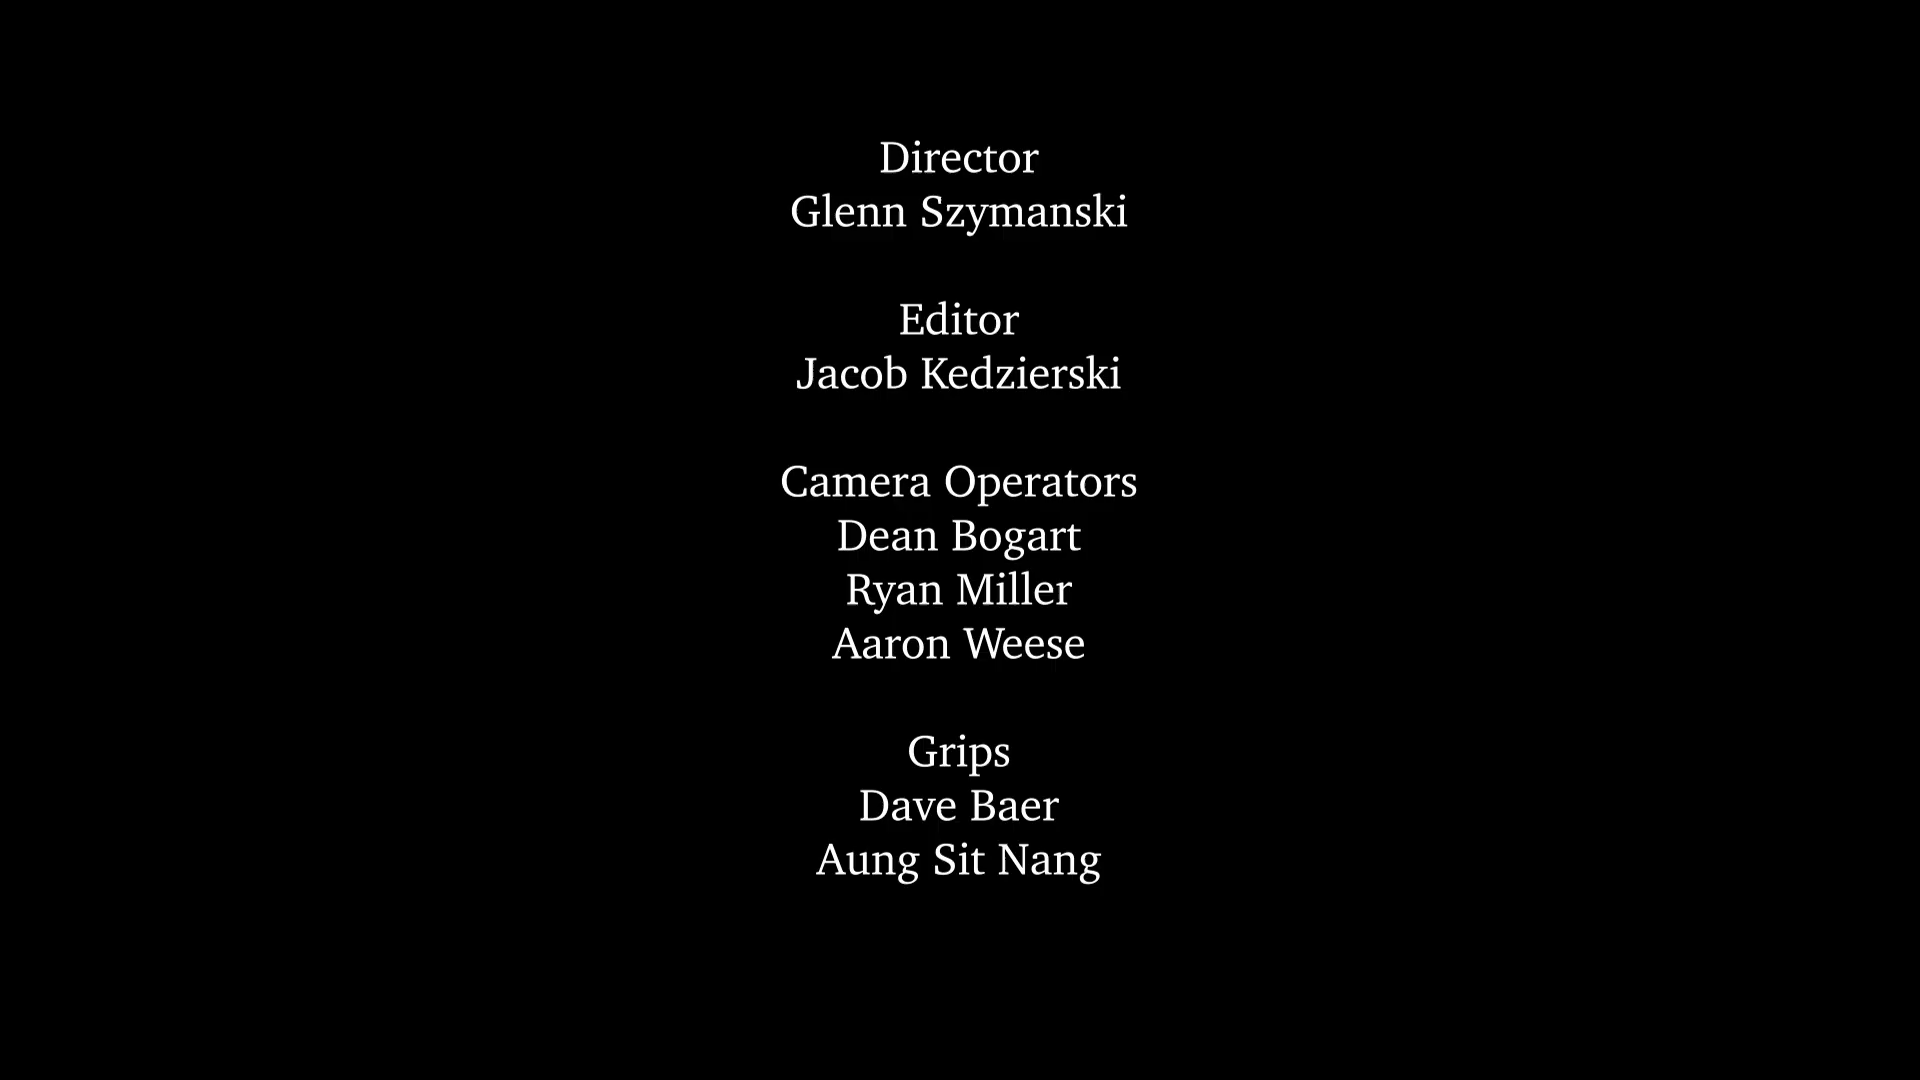 Director
Glenn Szymanski
Editor
Jacob Kedzierski
Camera Operators
Dean Bogart
Ryan Miller
Aaron Weese
Grips
Dave Baer
Aung Sit Nang